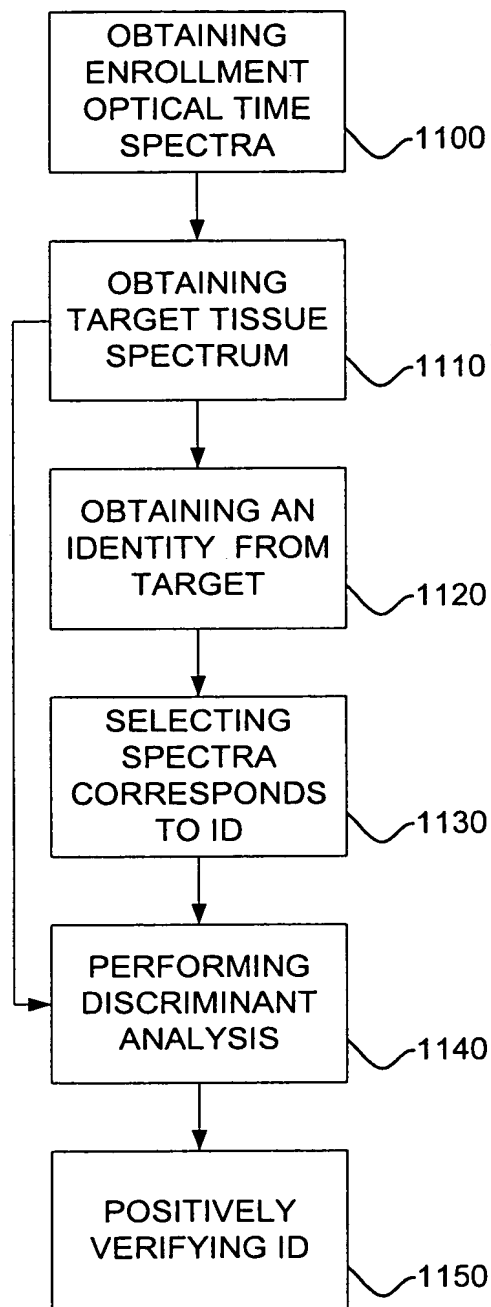 OBTAINING
ENROLLMENT
OPTICAL TIME
SPECTRA
1100
OBTAINING
TARGET TISSUE
SPECTRUM
1110
OBTAINING AN
IDENTITY FROM
TARGET
1120
SELECTING
SPECTRA
CORRESPONDS
TO ID
1130
PERFORMING
DISCRIMINANT
ANALYSIS
1140
POSITIVELY
VERIFYING ID
1150